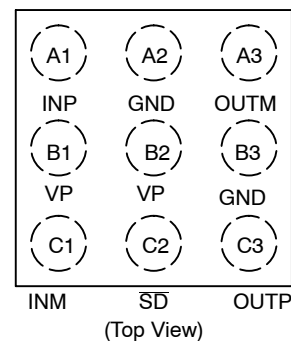 A1 A2 A3
INP GND OUTM
B1 B2 B3
VP VP GND
C1 C2 C3
INM S̅D̅ OUTP
(Top View)